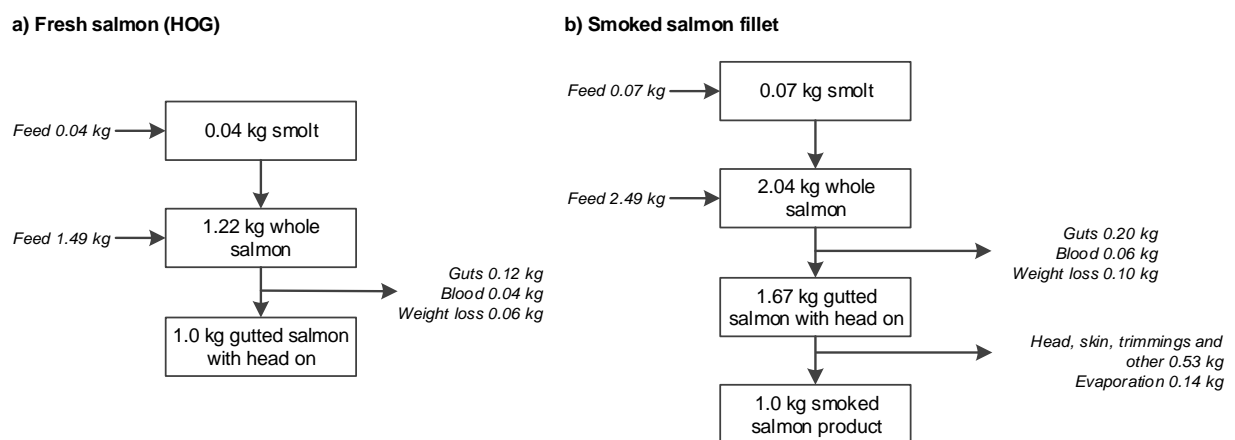 a) Fresh salmon (HOG)
Feed 0.04 kg
0.04 kg smolt
Feed 1.49 kg
1.22 kg whole
salmon
Guts 0.12 kg
Blood 0.04 kg
Weight loss 0.06 kg
1.0 kg gutted salmon
with head on
b) Smoked salmon fillet
Feed 0.07 kg
0.07 kg smolt
Feed 2.49 kg
2.04 kg whole
salmon
Guts 0.20 kg
Blood 0.06 kg
Weight loss 0.10 kg
1.67 kg gutted
salmon with head on
Head, skin, trimmings and
other 0.53 kg
Evaporation 0.14 kg
1.0 kg smoked
salmon product